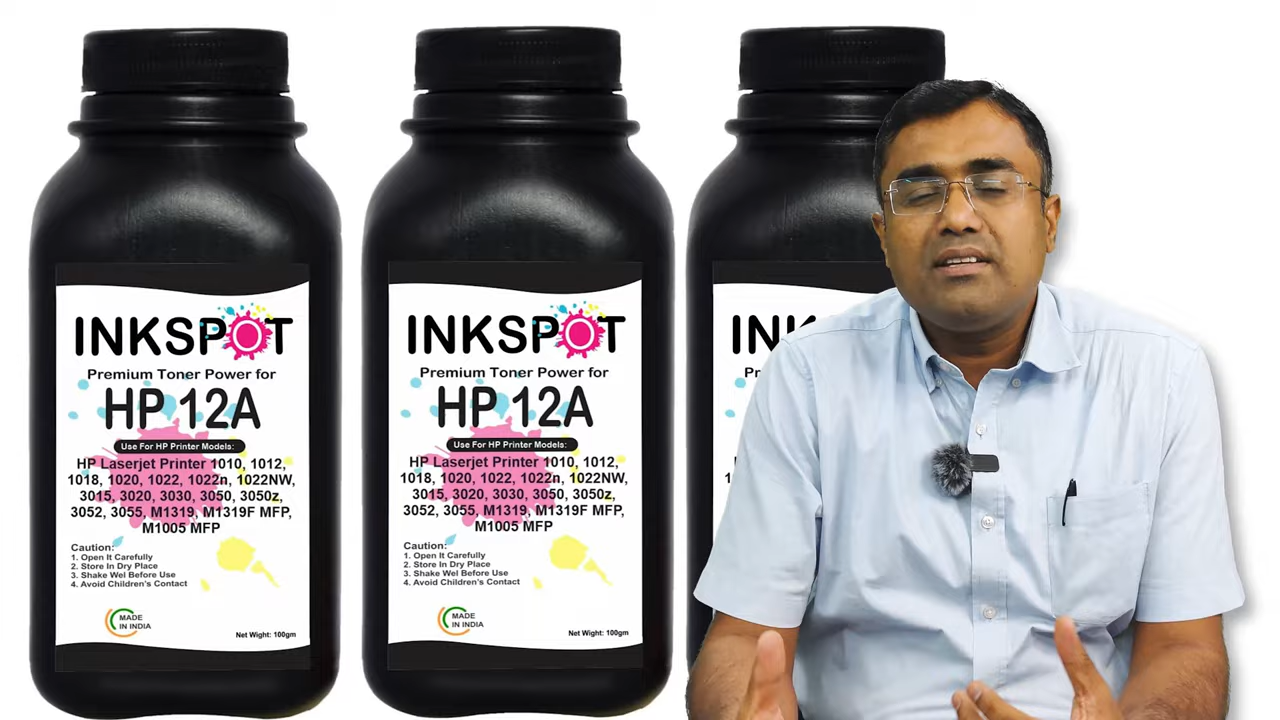 INKSPOT
Premium Toner Power for
HP 12A
Use For HP Printer Models:
HP Laserjet Printer 1010, 1012,
1018, 1020, 1022, 1022n, 1022NW,
3015, 3020, 3030, 3050, 3050z,
3052, 3055, M1319, M1319F MFP,
M1005 MFP
Caution:
1. Open It Carefully
2. Store In Dry Place
3. Shake Wel Before Use
4. Avoid Children's Contact
MADE
IN INDIA
Net Wight: 100gm
INKSPOT
Premium Toner Power for
HP 12A
Use For HP Printer Models:
HP Laserjet Printer 1010, 1012,
1018, 1020, 1022, 1022n, 1022NW,
3015, 3020, 3030, 3050, 3050z,
3052, 3055, M1319, M1319F MFP,
M1005 MFP
Caution:
1. Open It Carefully
2. Store In Dry Place
3. Shake Wel Before Use
4. Avoid Children's Contact
MADE
IN INDIA
Net Wight: 100gm